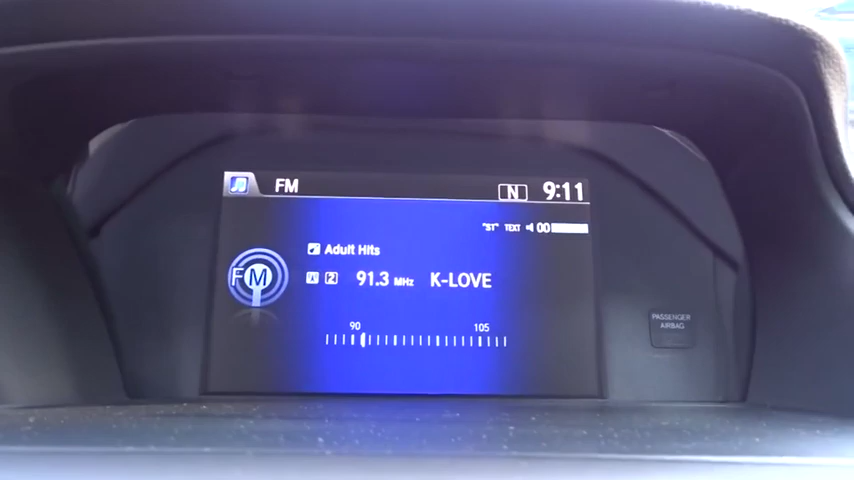 FM N 9:11
"ST" TEXT 00
Adult Hits
FM
2 91.3 MHz K-LOVE
90 105
PASSENGER
AIRBAG